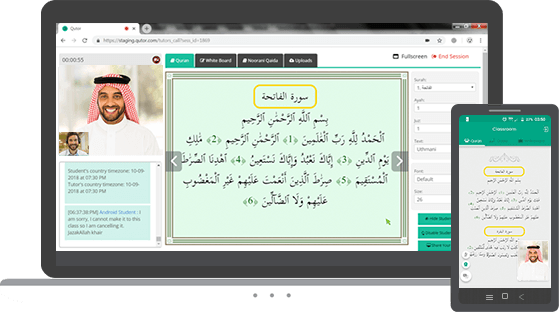 Qutor
https://staging.qutor.com/tutors_call?sess_id=1869
00:00:55
Quran
White Board
Noorani Qaida
Uploads
Fullscreen
End Session
سورة الفاتحة
بِسْمِ اللَّهِ الرَّحْمَٰنِ الرَّحِيمِ
الْحَمْدُ لِلَّهِ رَبِّ الْعَالَمِينَ (1) الرَّحْمَٰنِ الرَّحِيمِ (2) مَالِكِ
يَوْمِ الدِّينِ (3) إِيَّاكَ نَعْبُدُ وَإِيَّاكَ نَسْتَعِينُ (4) اهْدِنَا الصِّرَاطَ
الْمُسْتَقِيمَ (5) صِرَاطَ الَّذِينَ أَنْعَمْتَ عَلَيْهِمْ غَيْرِ الْمَغْضُوبِ
عَلَيْهِمْ وَلَا الضَّالِّينَ (6)
Student's country timezone: 10-09-
2018 at 07:30 PM
Tutor's country timezone: 10-09-
2018 at 07:30 PM
[06:37:38 PM] Android Student : I
am sorry, I cannot make it to this
class so I am cancelling it.
JazakAllah khair
Surah:
1. الفاتحة
Ayah:
1
Juz:
1
Text:
Uthmani
Font:
Default
Size:
26
Hide Student
Disable Student
Classrooms
Quran
سورة الفاتحة
سورة البقرة